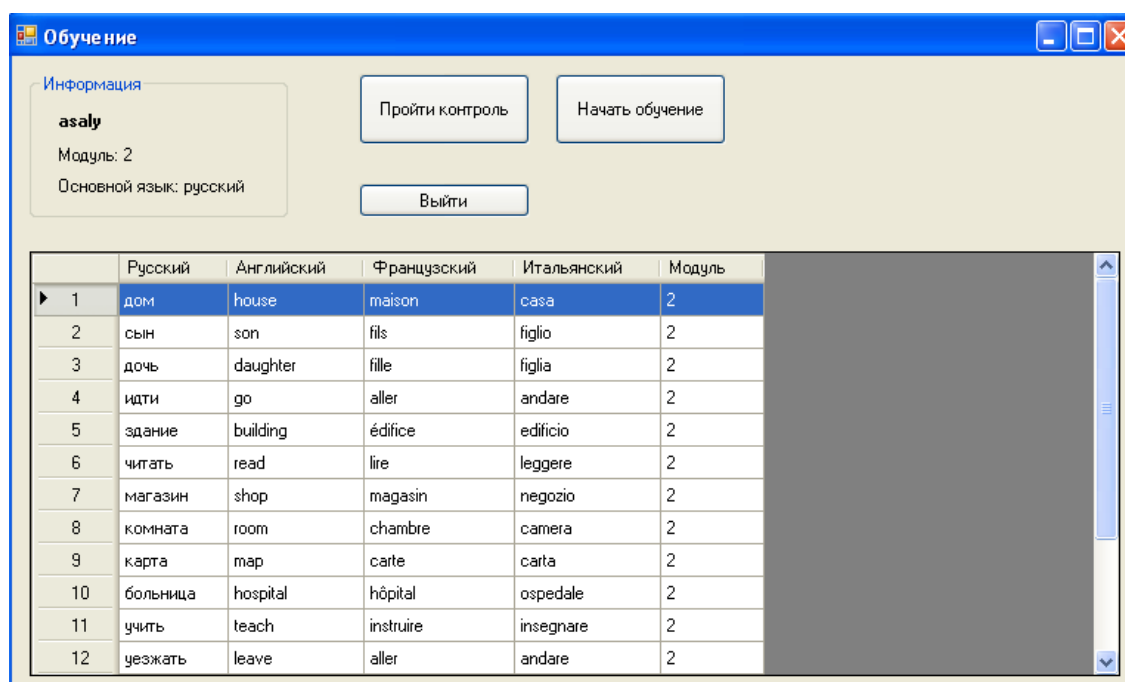 Обучение
Информация
asaly
Модуль: 2
Основной язык: русский
Пройти контроль
Начать обучение
Выйти
Русский Английский Французский Итальянский Модуль
1 дом house maison casa 2
2 сын son fils figlio 2
3 дочь daughter fille figlia 2
4 идти go aller andare 2
5 здание building édifice edificio 2
6 читать read lire leggere 2
7 магазин shop magasin negozio 2
8 комната room chambre camera 2
9 карта map carte carta 2
10 больница hospital hôpital ospedale 2
11 учить teach instruire insegnare 2
12 уезжать leave aller andare 2